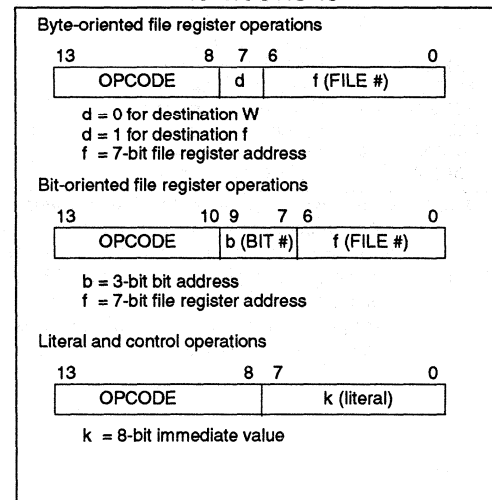 Byte-oriented file register operations
13 8 7 6 0
OPCODE d f (FILE #)
d = 0 for destination W
d = 1 for destination f
f = 7-bit file register address
Bit-oriented file register operations
13 10 9 7 6 0
OPCODE b (BIT #) f (FILE #)
b = 3-bit bit address
f = 7-bit file register address
Literal and control operations
13 8 7 0
OPCODE k (literal)
k = 8-bit immediate value